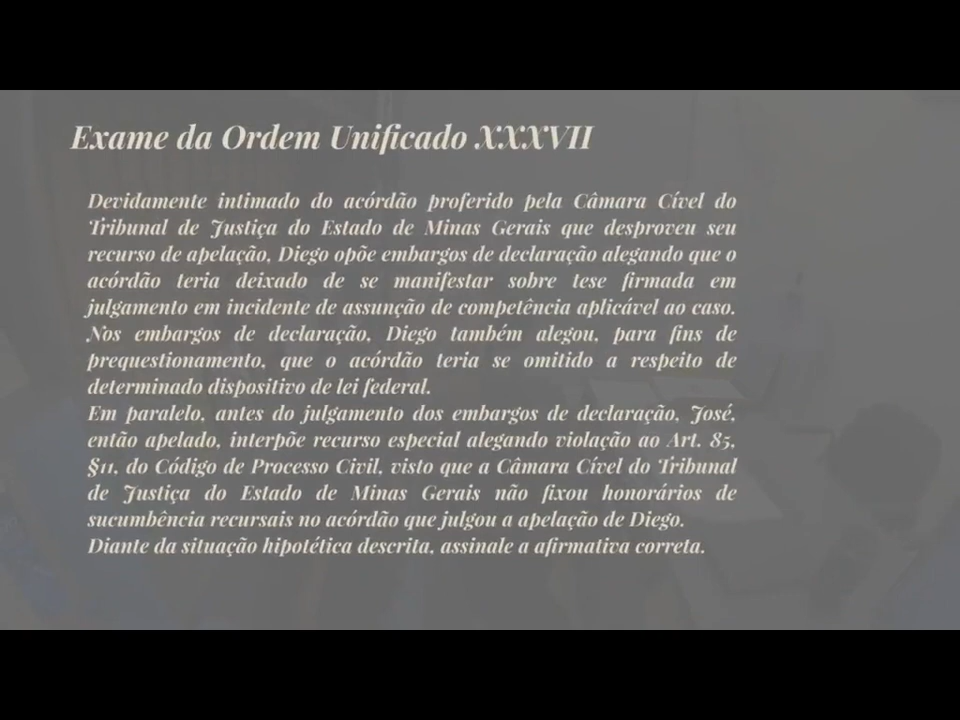 Exame da Ordem Unificado XXXVII
Devidamente intimado do acórdão proferido pela Câmara Cível do
Tribunal de Justiça do Estado de Minas Gerais que desproveu seu
recurso de apelação, Diego opõe embargos de declaração alegando que o
acórdão teria deixado de se manifestar sobre tese firmada em
julgamento em incidente de assunção de competência aplicável ao caso.
Nos embargos de declaração, Diego também alegou, para fins de
prequestionamento, que o acórdão teria se omitido a respeito de
determinado dispositivo de lei federal.
Em paralelo, antes do julgamento dos embargos de declaração, José,
então apelado, interpõe recurso especial alegando violação ao Art. 85,
§11, do Código de Processo Civil, visto que a Câmara Cível do Tribunal
de Justiça do Estado de Minas Gerais não fixou honorários de
sucumbência recursais no acórdão que julgou a apelação de Diego.
Diante da situação hipotética descrita, assinale a afirmativa correta.